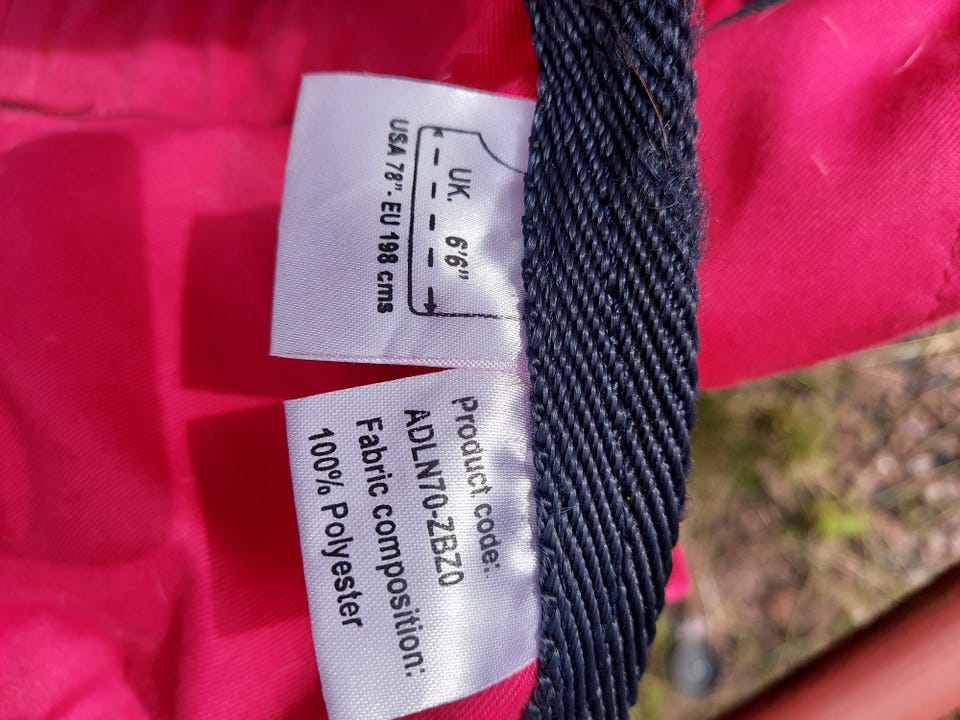 UK. 6'6"
USA 78"- EU 198 cms
Product code:
ADLN70-ZBZ0
Fabric composition:
100% Polyester